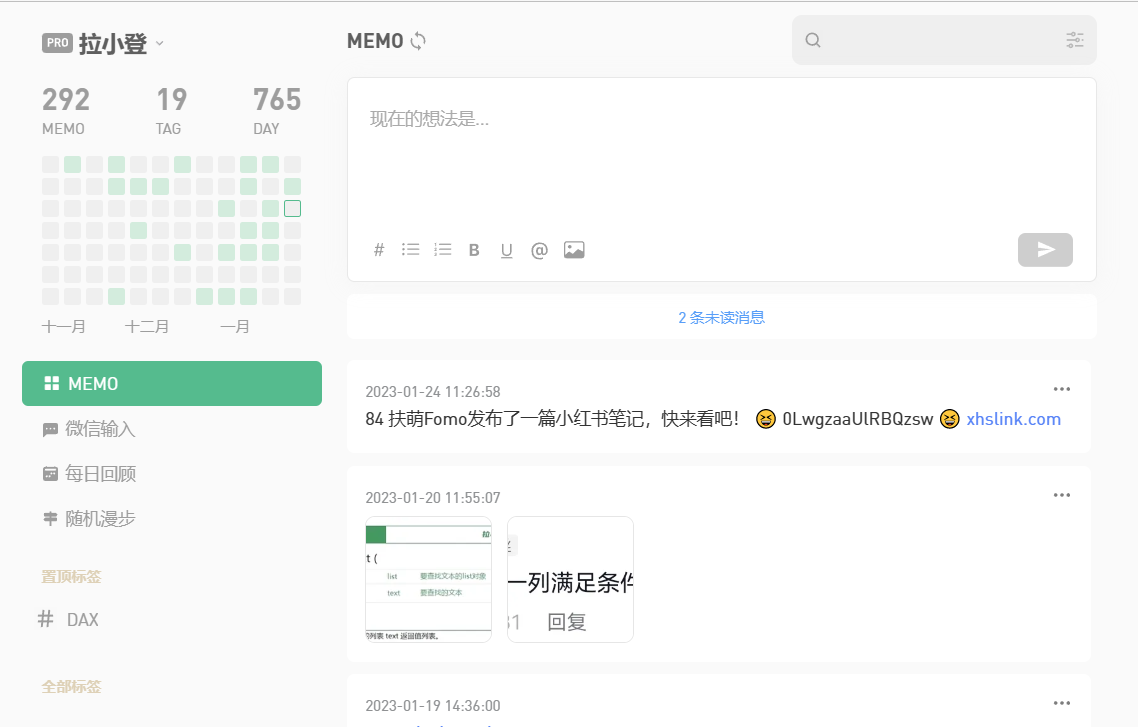 PRO 拉小登
292 19 765
MEMO TAG DAY
十一月 十二月 一月
MEMO
微信输入
每日回顾
随机漫步
置顶标签
# DAX
全部标签
MEMO
现在的想法是...
# B U @
2 条未读消息
2023-01-24 11:26:58
84 扶萌Fomo发布了一篇小红书笔记，快来看吧！ 😆 0LwgzaaUlRBQzsw 😆 xhslink.com
2023-01-20 11:55:07
t (
list 要查找文本的list对象
text 要查找的文本
的列表 text 返回值列表。
一列满足条件
31 回复
2023-01-19 14:36:00